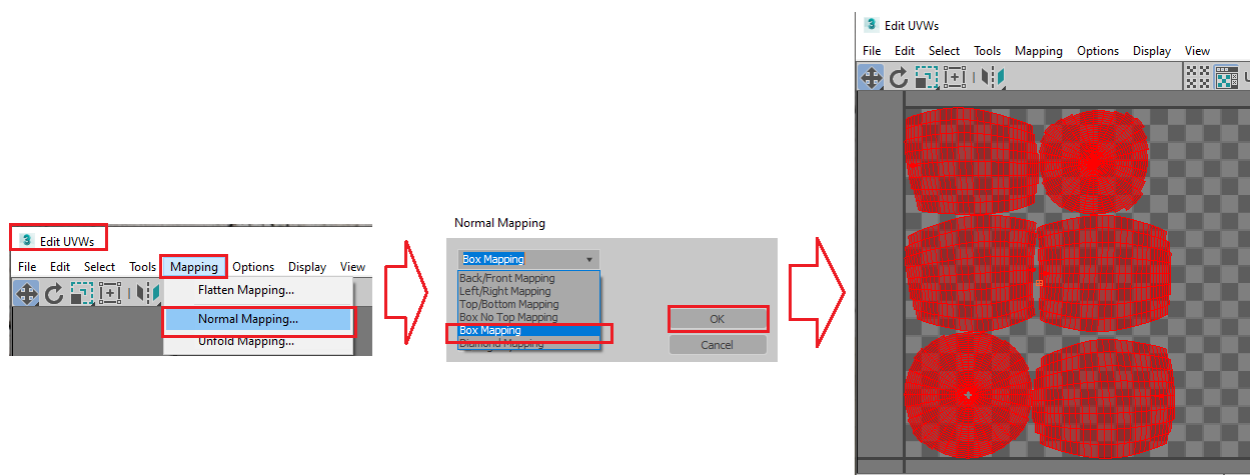 3 Edit UVWs
File Edit Select Tools Mapping Options Display View
Flatten Mapping...
Normal Mapping...
Unfold Mapping...
Normal Mapping
Box Mapping
Back/Front Mapping
Left/Right Mapping
Top/Bottom Mapping
Box No Top Mapping
Box Mapping
Diamond Mapping
OK
Cancel
3 Edit UVWs
File Edit Select Tools Mapping Options Display View